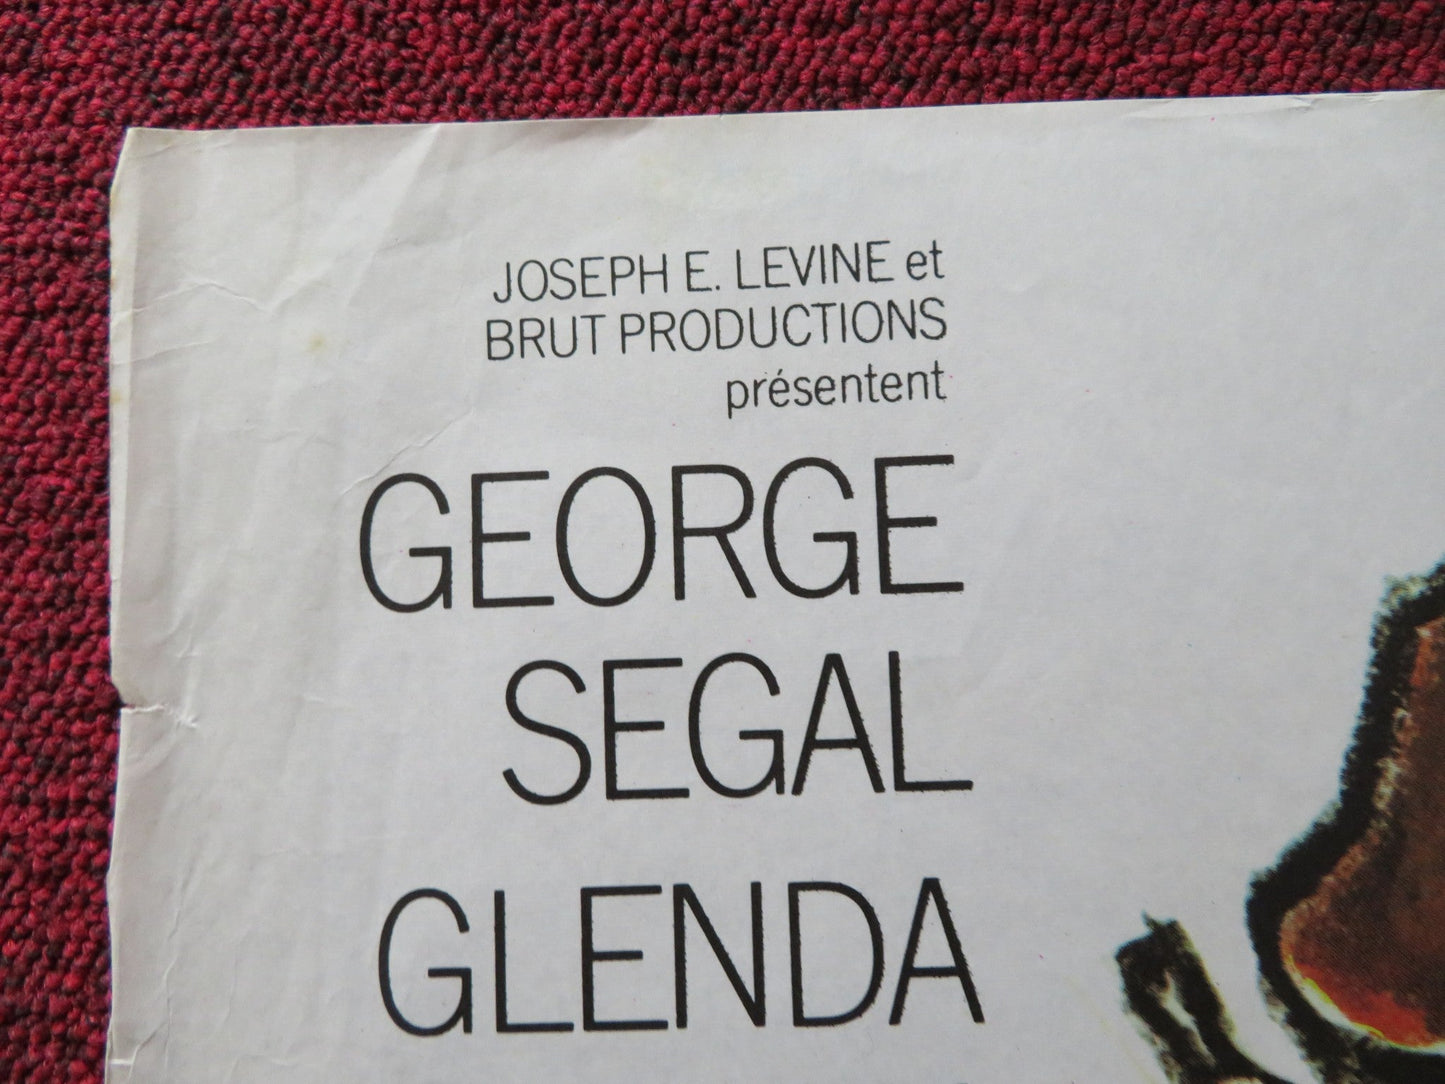 JOSEPH E. LEVINE et
BRUT PRODUCTIONS
présentent
GEORGE
SEGAL
GLENDA